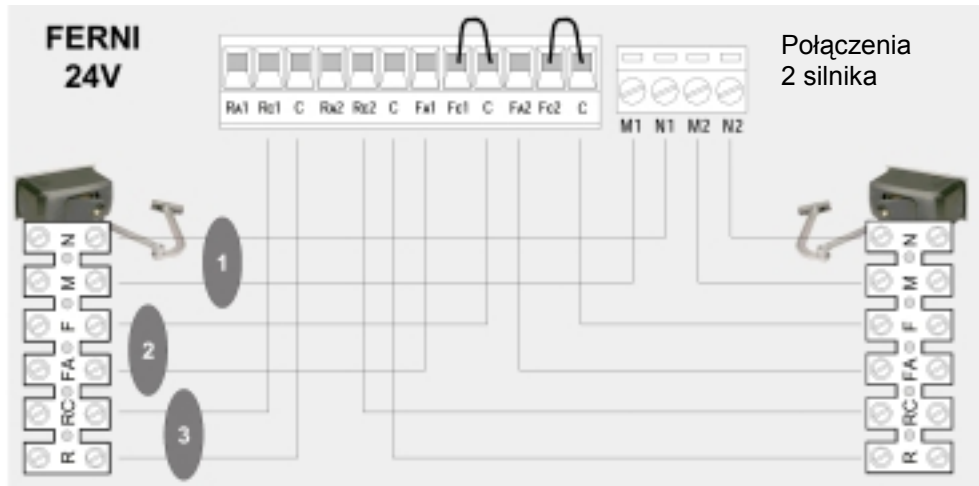 FERNI
24V
Połączenia
2 silnika
RA1 RC1 C RA2 RC2 C FA1 FC1 C FA2 FC2 C
M1 N1 M2 N2
N
M
F
FA
RC
R
1
2
3
N
M
F
FA
RC
R